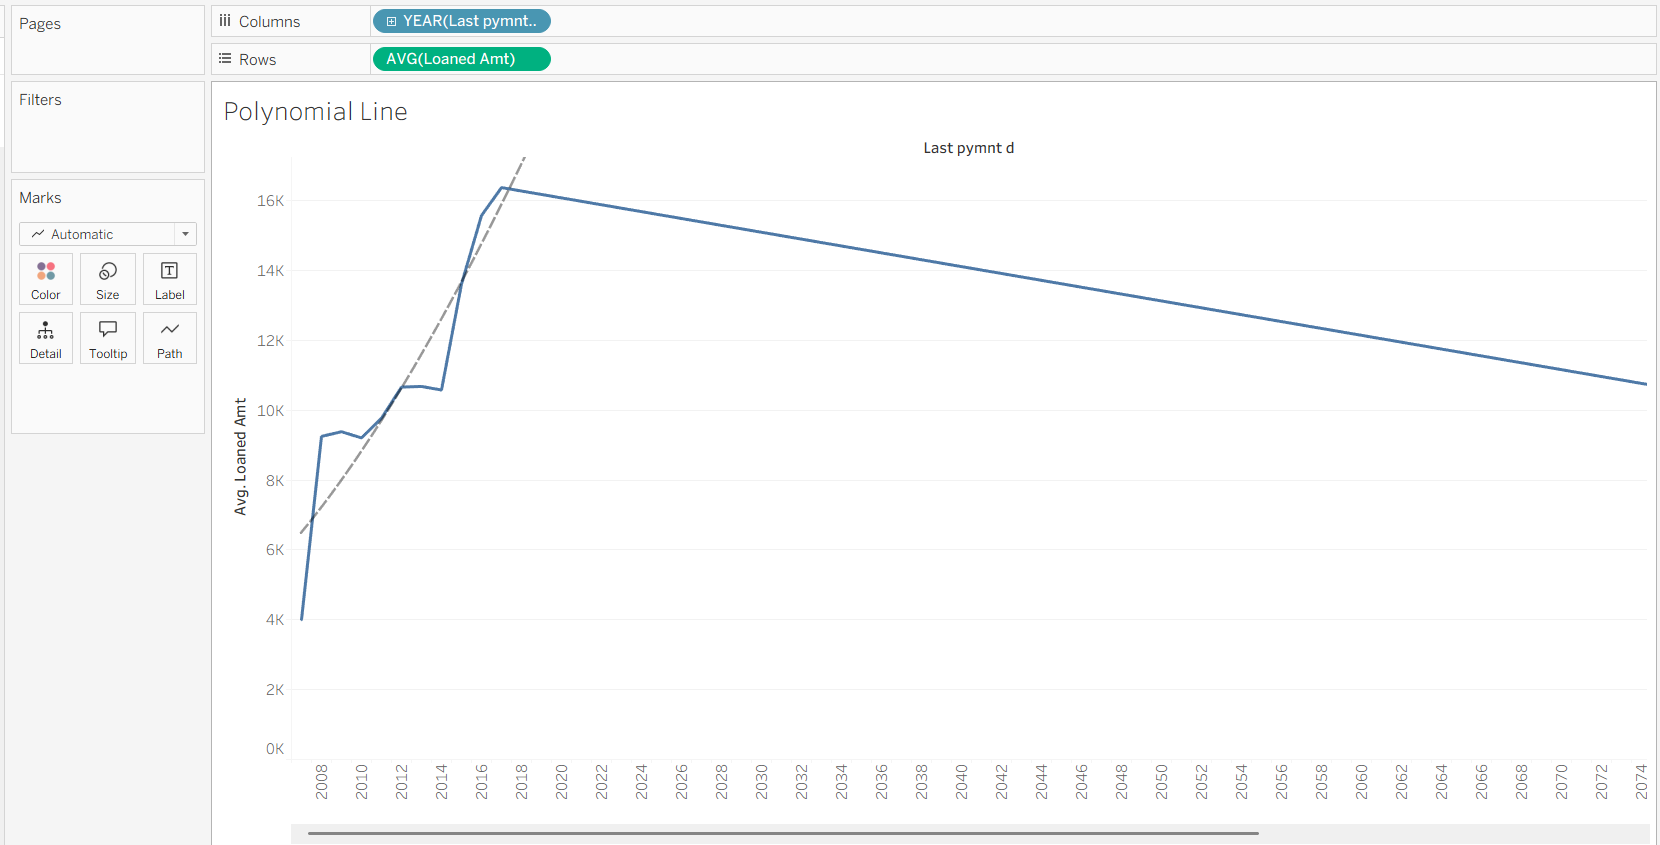 Pages
Columns
YEAR(Last pymnt..
Rows
AVG(Loaned Amt)
Filters
Marks
Automatic
Color
Size
Label
Detail
Tooltip
Path
Polynomial Line
Last pymnt d
Avg. Loaned Amt
16K
14K
12K
10K
8K
6K
4K
2K
0K
2008
2010
2012
2014
2016
2018
2020
2022
2024
2026
2028
2030
2032
2034
2036
2038
2040
2042
2044
2046
2048
2050
2052
2054
2056
2058
2060
2062
2064
2066
2068
2070
2072
2074